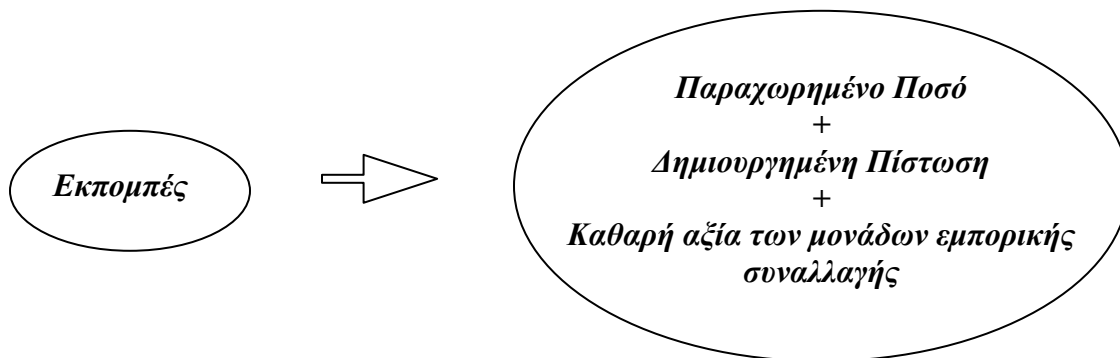 Εκπομπές
Παραχωρημένο Ποσό
+
Δημιουργημένη Πίστωση
+
Καθαρή αξία των μονάδων εμπορικής
συναλλαγής